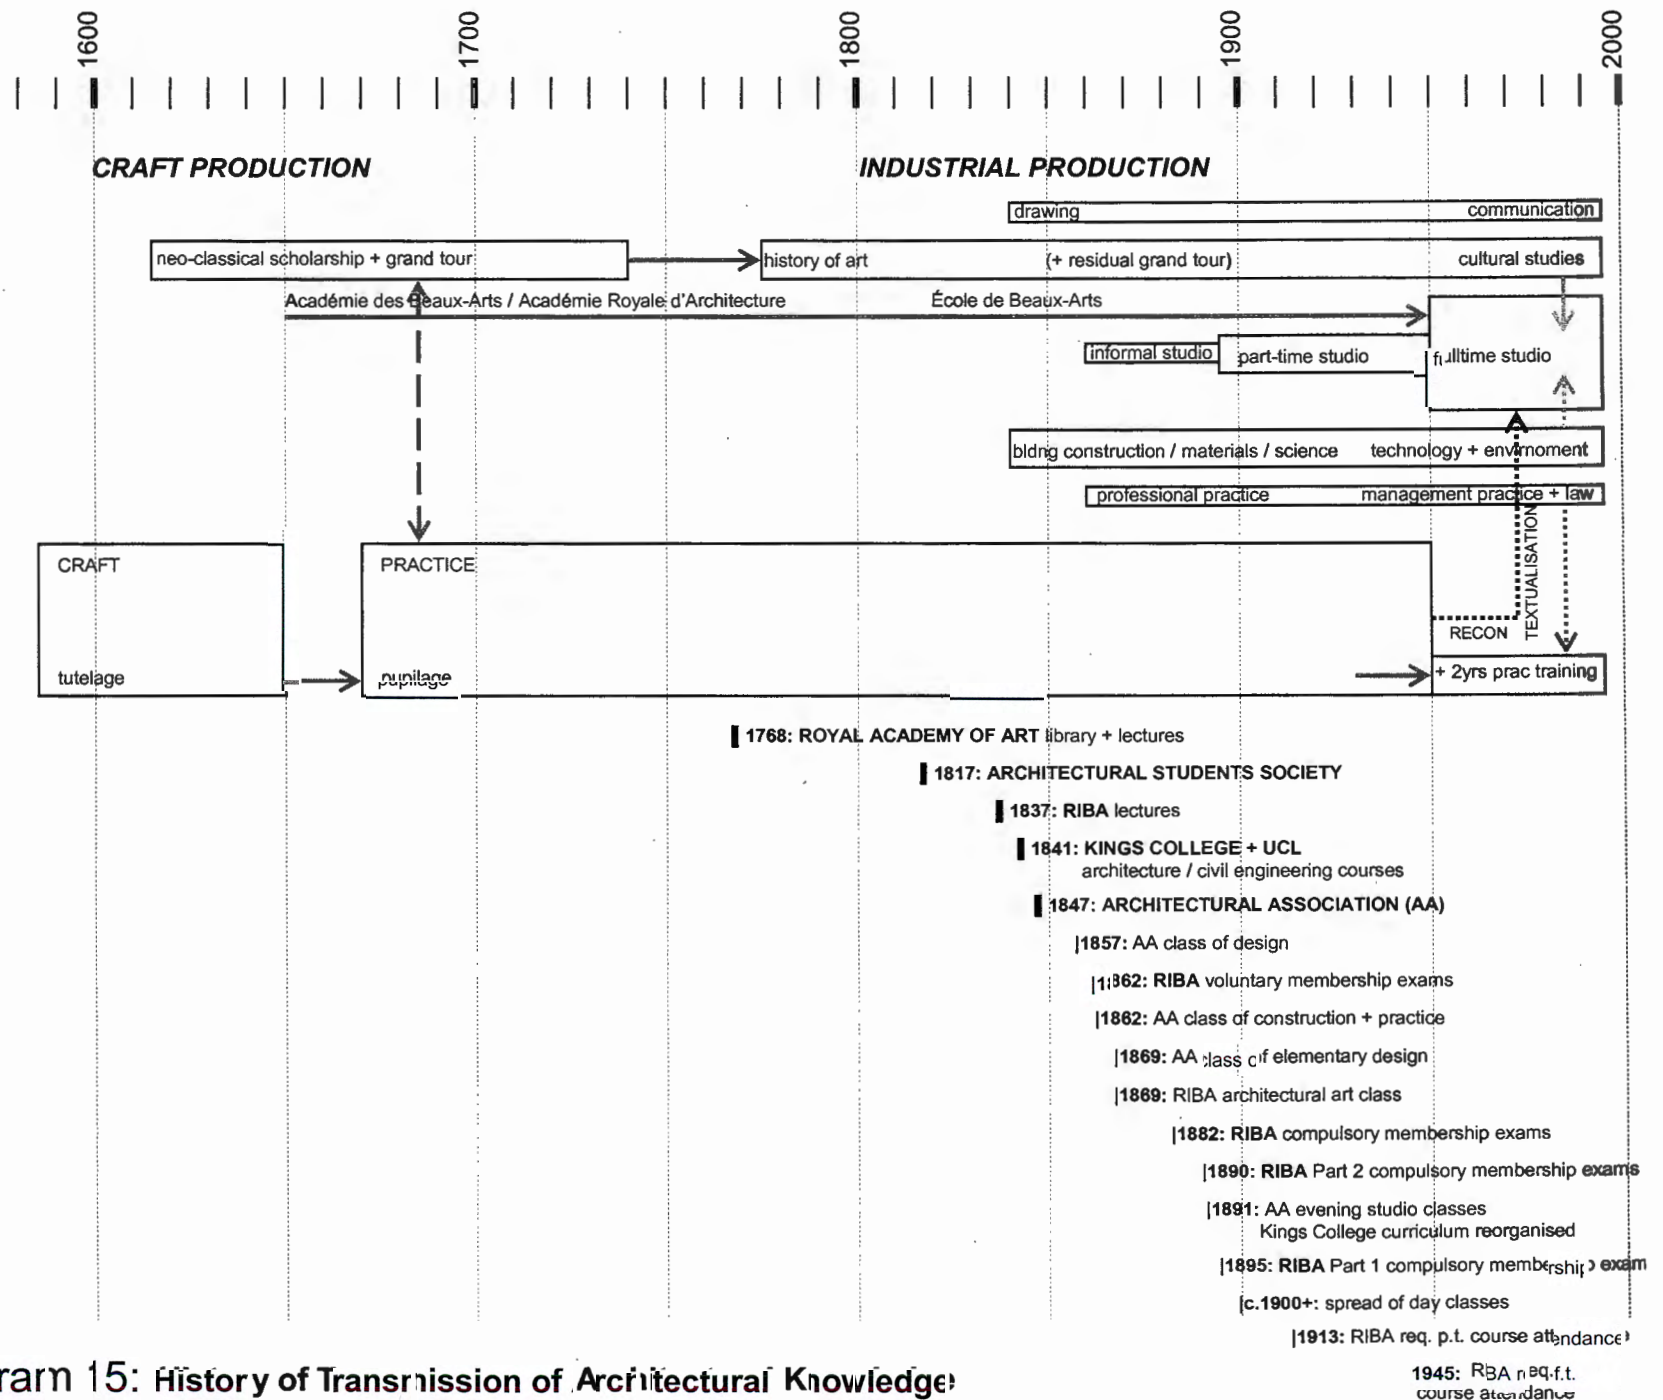 1600 1700 1800 1900 2000
CRAFT PRODUCTION INDUSTRIAL PRODUCTION
drawing communication
neo-classical scholarship + grand tour history of art (+ residual grand tour) cultural studies
Académie des Beaux-Arts / Académie Royale d'Architecture École de Beaux-Arts
informal studio part-time studio fulltime studio
bldng construction / materials / science technology + envirnoment
professional practice management practice + law
TEXTUALISATION
CRAFT PRACTICE
RECON
tutelage pupilage + 2yrs prac training
1768: ROYAL ACADEMY OF ART library + lectures
1817: ARCHITECTURAL STUDENTS SOCIETY
1837: RIBA lectures
1841: KINGS COLLEGE + UCL
architecture / civil engineering courses
1847: ARCHITECTURAL ASSOCIATION (AA)
1857: AA class of design
1862: RIBA voluntary membership exams
1862: AA class of construction + practice
1869: AA class of elementary design
1869: RIBA architectural art class
1882: RIBA compulsory membership exams
1890: RIBA Part 2 compulsory membership exams
1891: AA evening studio classes
Kings College curriculum reorganised
1895: RIBA Part 1 compulsory membership exam
c.1900+: spread of day classes
1913: RIBA req. p.t. course attendance
1945: RIBA req.f.t.
course attendance
ram 15: History of Transmission of Architectural Knowledge